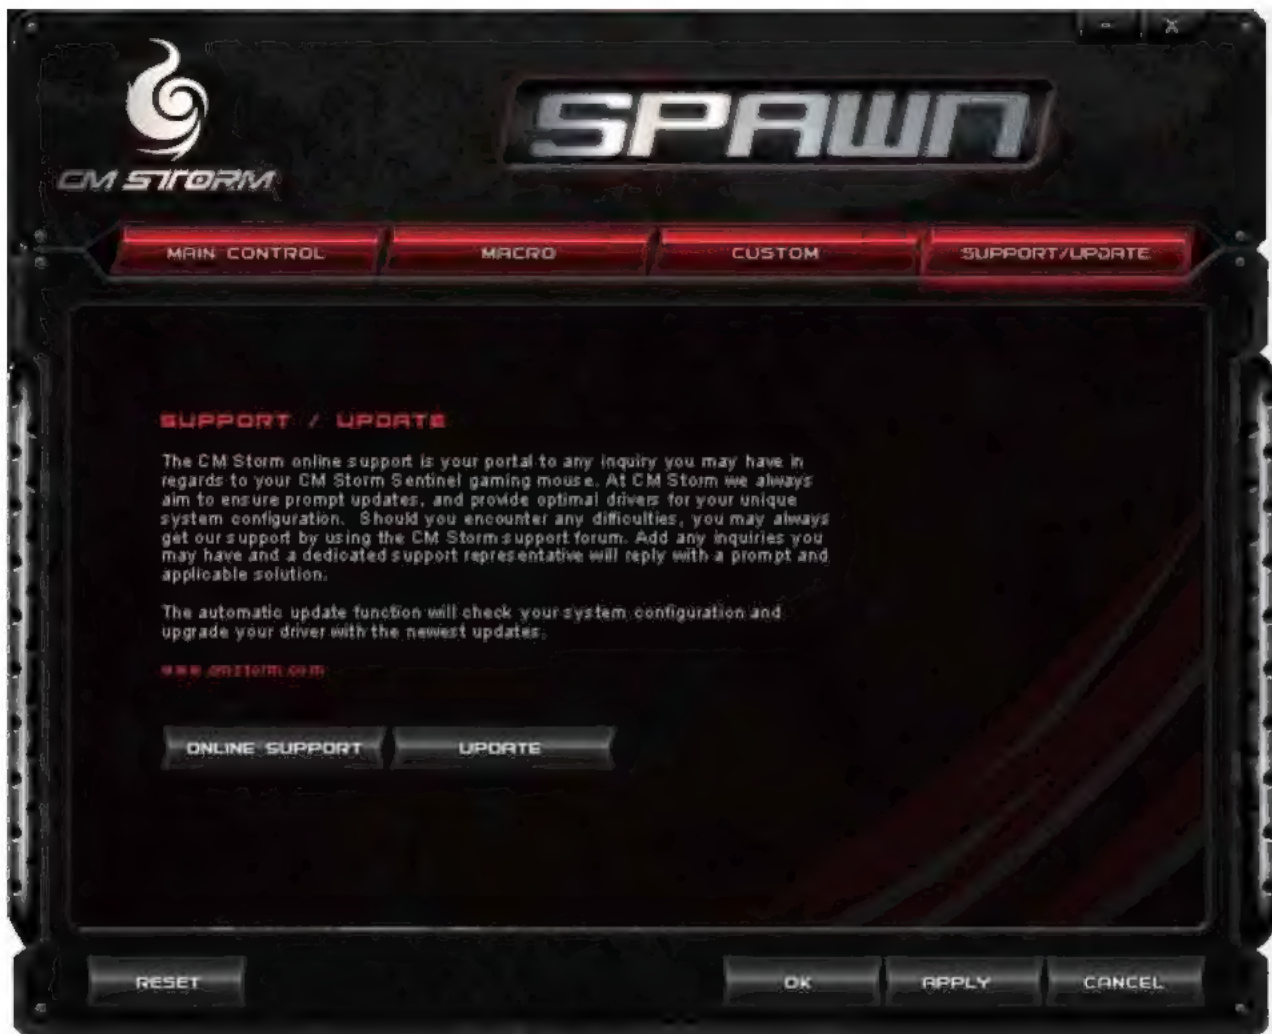 CM STORM
SPAWN
MAIN CONTROL
MACRO
CUSTOM
SUPPORT/UPDATE
SUPPORT / UPDATE
The CM Storm online support is your portal to any inquiry you may have in
regards to your CM Storm Sentinel gaming mouse. At CM Storm we always
aim to ensure prompt updates, and provide optimal drivers for your unique
system configuration. Should you encounter any difficulties, you may always
get our support by using the CM Storm support forum. Add any inquiries you
may have and a dedicated support representative will reply with a prompt and
applicable solution.
The automatic update function will check your system configuration and
upgrade your driver with the newest updates.
www.cmstorm.com
ONLINE SUPPORT
UPDATE
RESET
OK
APPLY
CANCEL